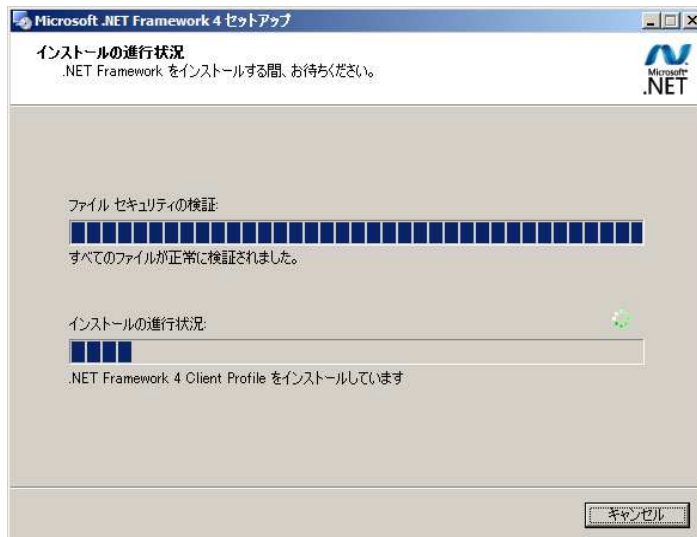 Microsoft .NET Framework 4 セットアップ
インストールの進行状況
.NET Framework をインストールする間、お待ちください。
Microsoft
.NET
ファイル セキュリティの検証:
すべてのファイルが正常に検証されました。
インストールの進行状況:
.NET Framework 4 Client Profile をインストールしています
キャンセル